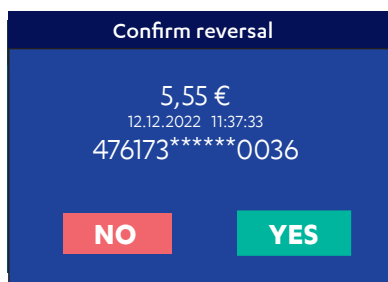 Confirm reversal
5,55 €
12.12.2022 11:37:33
476173******0036
NO YES